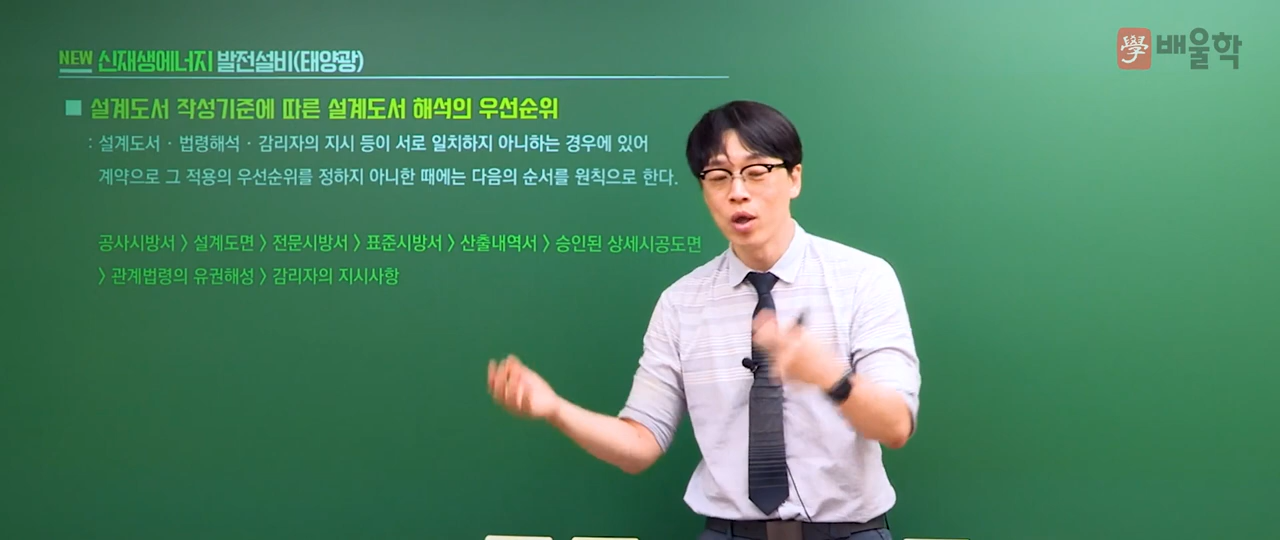 NEW 신재생에너지 발전설비(태양광)
學 배울학
■ 설계도서 작성기준에 따른 설계도서 해석의 우선순위
: 설계도서 · 법령해석 · 감리자의 지시 등이 서로 일치하지 아니하는 경우에 있어
계약으로 그 적용의 우선순위를 정하지 아니한 때에는 다음의 순서를 원칙으로 한다.
공사시방서 > 설계도면 > 전문시방서 > 표준시방서 > 산출내역서 > 승인된 상세시공도면
> 관계법령의 유권해성 > 감리자의 지시사항